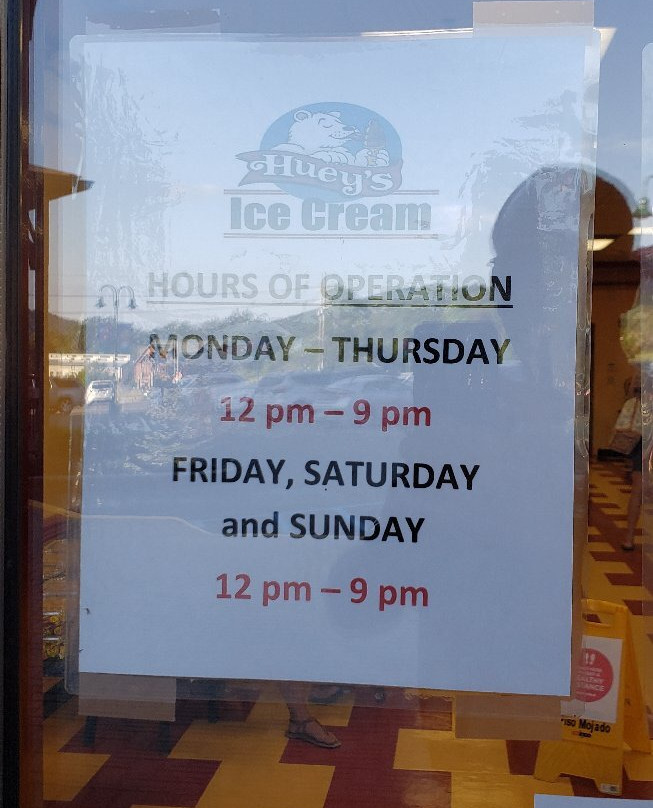 Huey's
Ice Cream
HOURS OF OPERATION
MONDAY – THURSDAY
12 pm – 9 pm
FRIDAY, SATURDAY
and SUNDAY
12 pm – 9 pm
Mojado